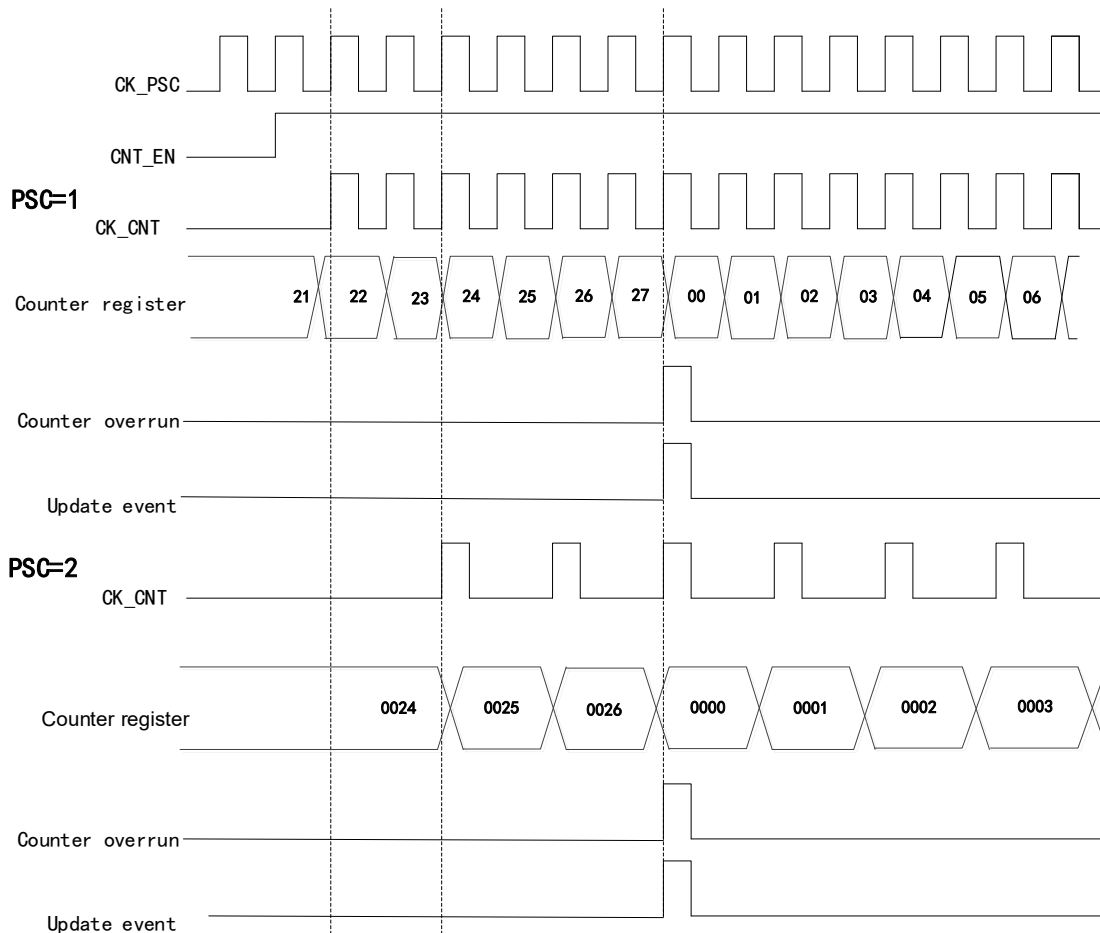 CK_PSC
CNT_EN
PSC=1
CK_CNT
Counter register 21 22 23 24 25 26 27 00 01 02 03 04 05 06
Counter overrun
Update event
PSC=2
CK_CNT
Counter register 0024 0025 0026 0000 0001 0002 0003
Counter overrun
Update event